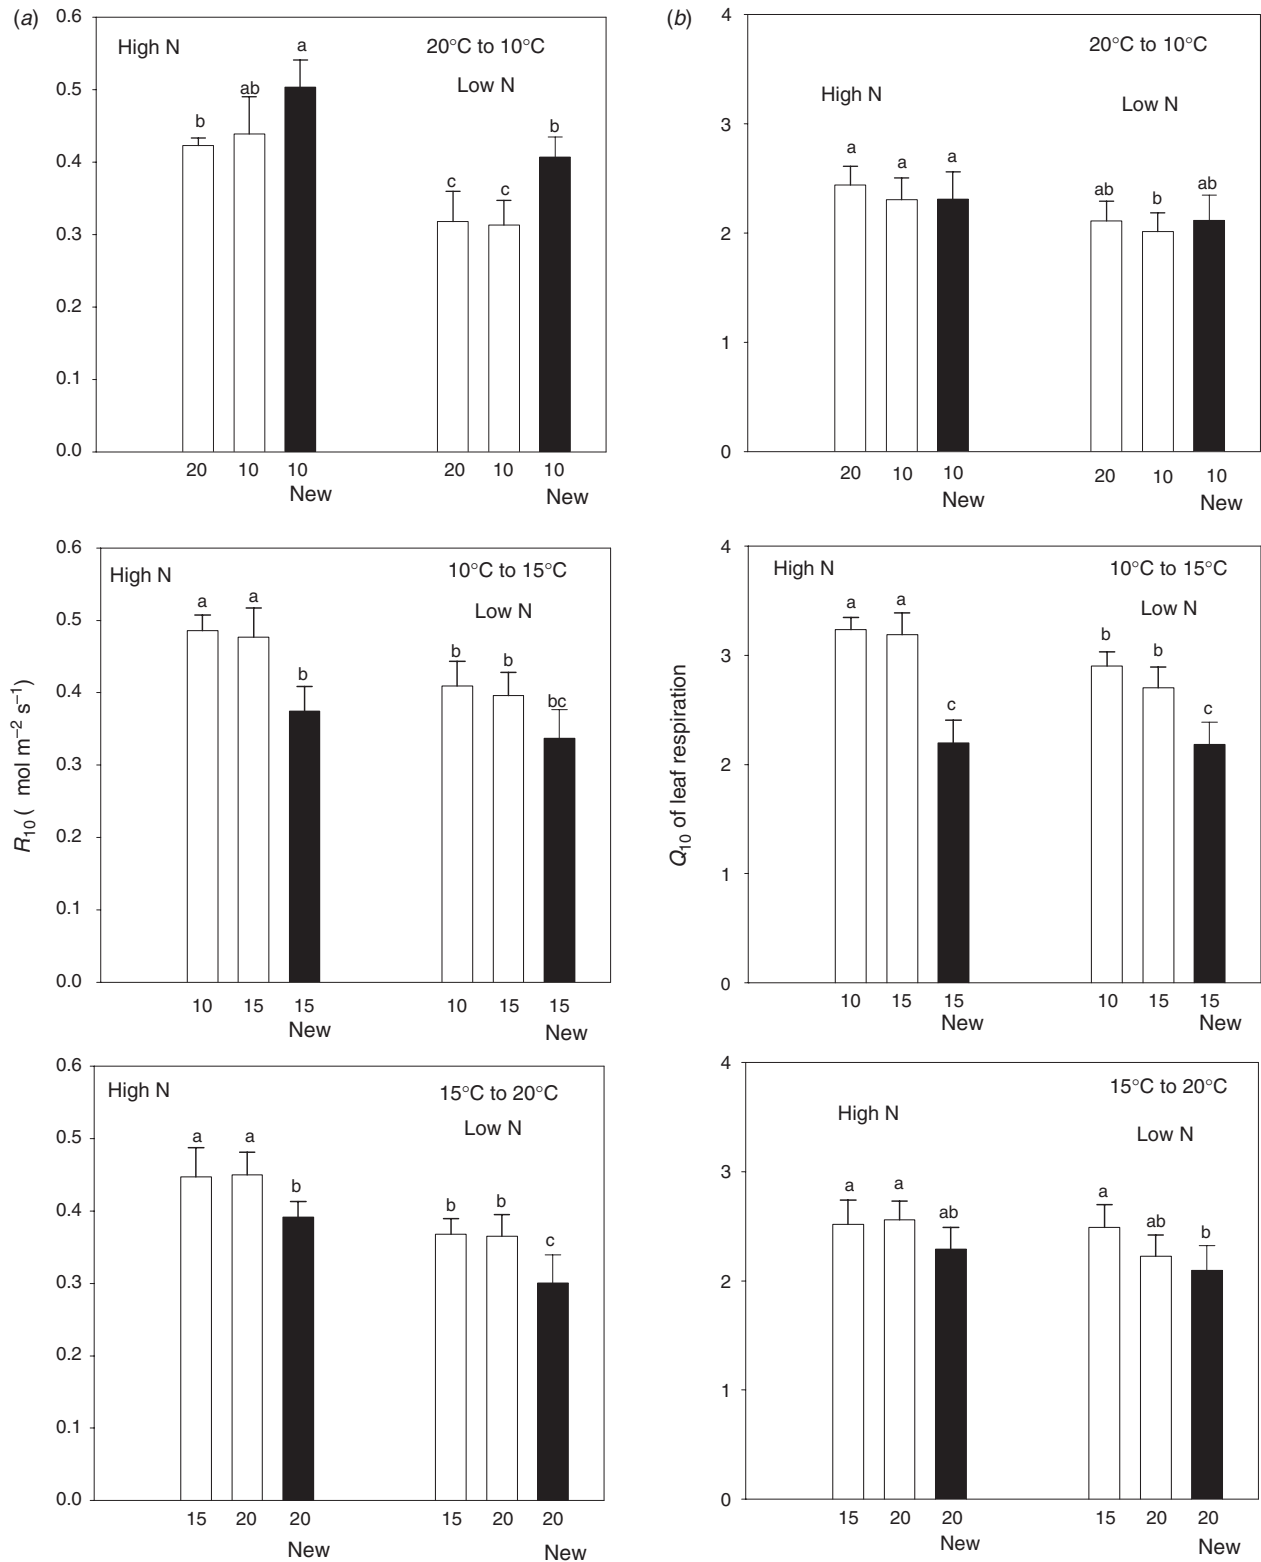 (a)
0.6
0.5
0.4
0.3
0.2
0.1
0.0
High N
20°C to 10°C
Low N
b
ab
a
c
c
b
20
10
10
New
20
10
10
New
0.6
0.5
0.4
0.3
0.2
0.1
0.0
High N
10°C to 15°C
Low N
a
a
b
b
b
bc
10
15
15
New
10
15
15
New
R10 ( mol m–2 s–1)
0.6
0.5
0.4
0.3
0.2
0.1
0.0
High N
15°C to 20°C
Low N
a
a
b
b
b
c
15
20
20
New
15
20
20
New
(b)
4
3
2
1
0
20°C to 10°C
High N
Low N
a
a
a
ab
b
ab
20
10
10
New
20
10
10
New
4
3
2
1
0
High N
10°C to 15°C
Low N
a
a
c
b
b
c
10
15
15
New
10
15
15
New
Q10 of leaf respiration
4
3
2
1
0
15°C to 20°C
High N
Low N
a
a
ab
a
ab
b
15
20
20
New
15
20
20
New